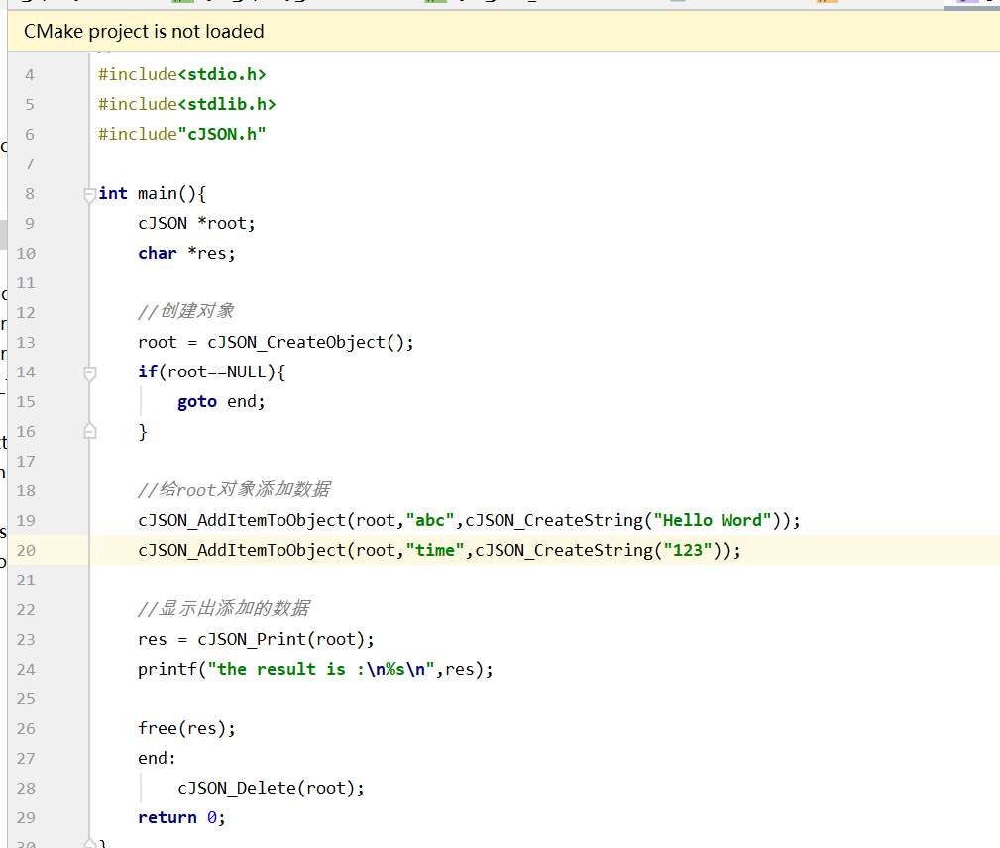 CMake project is not loaded
4 #include<stdio.h>
5 #include<stdlib.h>
6 #include"cJSON.h"
7
8 int main(){
9 cJSON *root;
10 char *res;
11
12 //创建对象
13 root = cJSON_CreateObject();
14 if(root==NULL){
15 goto end;
16 }
17
18 //给root对象添加数据
19 cJSON_AddItemToObject(root,"abc",cJSON_CreateString("Hello Word"));
20 cJSON_AddItemToObject(root,"time",cJSON_CreateString("123"));
21
22 //显示出添加的数据
23 res = cJSON_Print(root);
24 printf("the result is :\n%s\n",res);
25
26 free(res);
27 end:
28 cJSON_Delete(root);
29 return 0;
30 }